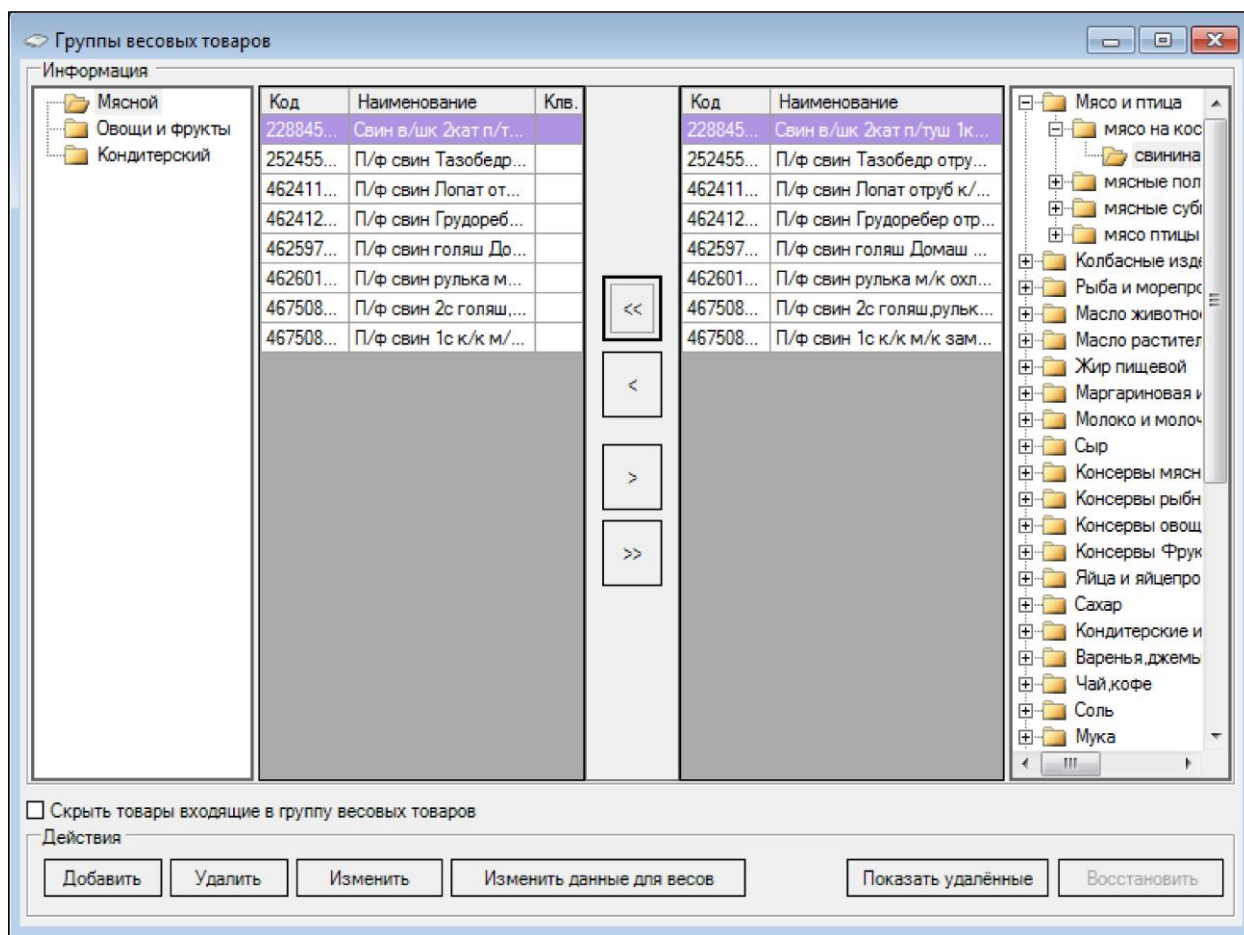 Группы весовых товаров
Информация
Мясной
Овощи и фрукты
Кондитерский
Код Наименование Клв.
228845... Свин в/шк 2кат п/т...
252455... П/ф свин Тазобедр...
462411... П/ф свин Лопат от...
462412... П/ф свин Грудореб...
462597... П/ф свин голяш До...
462601... П/ф свин рулька м...
467508... П/ф свин 2с голяш,...
467508... П/ф свин 1с к/к м/...
<<
<
>
>>
Код Наименование
228845... Свин в/шк 2кат п/туш 1к...
252455... П/ф свин Тазобедр отру...
462411... П/ф свин Лопат отруб к/...
462412... П/ф свин Грудоребер отр...
462597... П/ф свин голяш Домаш ...
462601... П/ф свин рулька м/к охл...
467508... П/ф свин 2с голяш,рульк...
467508... П/ф свин 1с к/к м/к зам...
Мясо и птица
мясо на кос
свинина
мясные пол
мясные субп
мясо птицы
Колбасные изде
Рыба и морепрс
Масло животно
Масло растител
Жир пищевой
Маргариновая и
Молоко и молоч
Сыр
Консервы мясн
Консервы рыбн
Консервы овощ
Консервы Фрук
Яйца и яйцепро
Сахар
Кондитерские и
Варенья,джемы
Чай,кофе
Соль
Мука
Скрыть товары входящие в группу весовых товаров
Действия
Добавить Удалить Изменить Изменить данные для весов Показать удалённые Восстановить